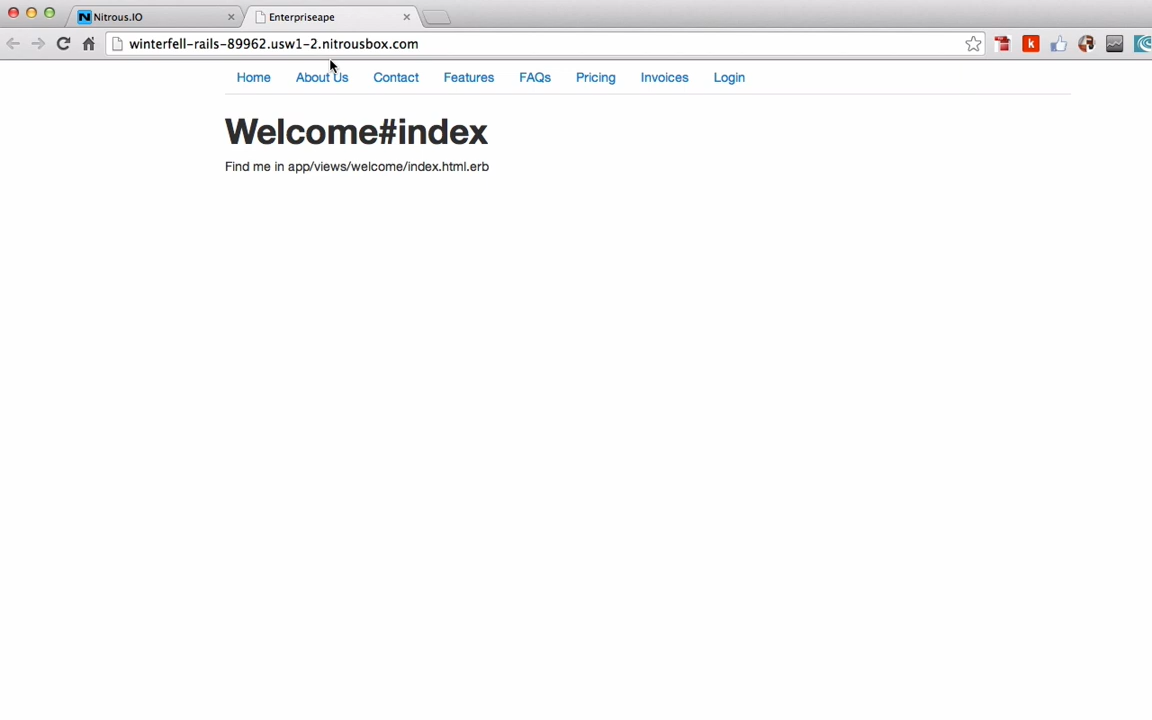 Nitrous.IO
Enterpriseape
winterfell-rails-89962.usw1-2.nitrousbox.com
Home About Us Contact Features FAQs Pricing Invoices Login
Welcome#index
Find me in app/views/welcome/index.html.erb